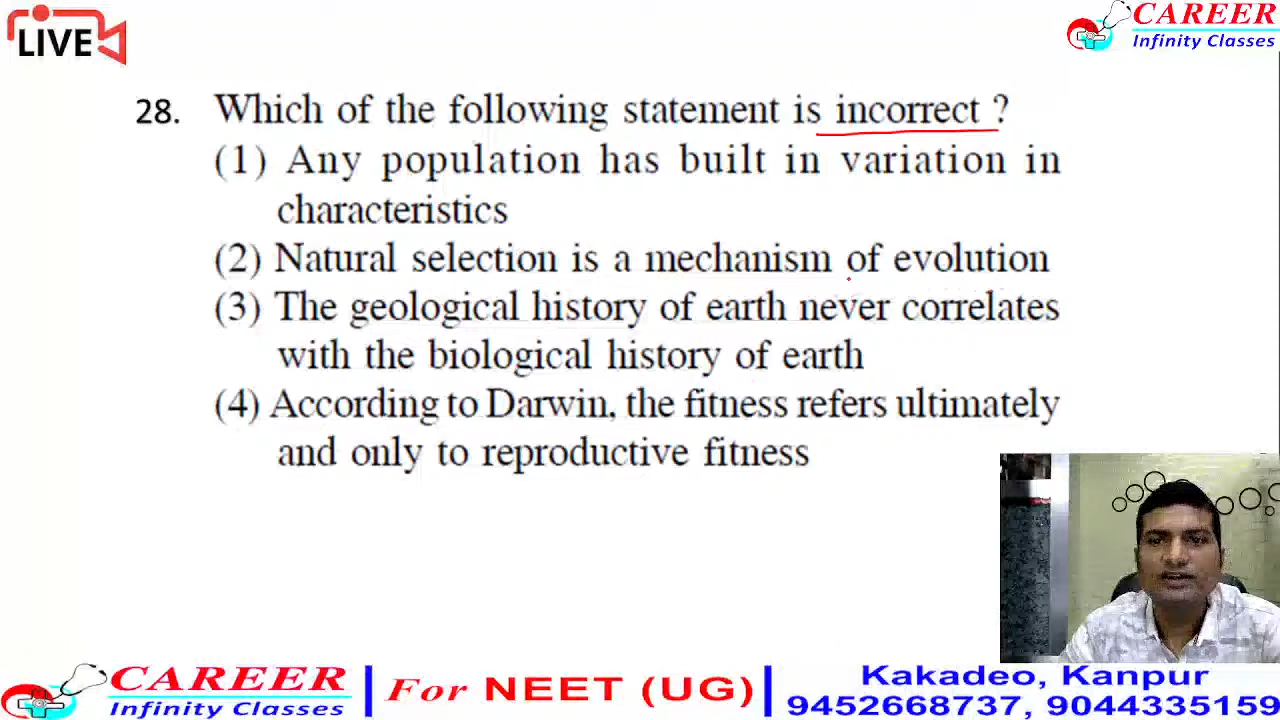 LIVE
CAREER
Infinity Classes
28. Which of the following statement is incorrect ?
(1) Any population has built in variation in
characteristics
(2) Natural selection is a mechanism of evolution
(3) The geological history of earth never correlates
with the biological history of earth
(4) According to Darwin, the fitness refers ultimately
and only to reproductive fitness
CAREER
Infinity Classes
For NEET (UG)
Kakadeo, Kanpur
9452668737, 9044335159